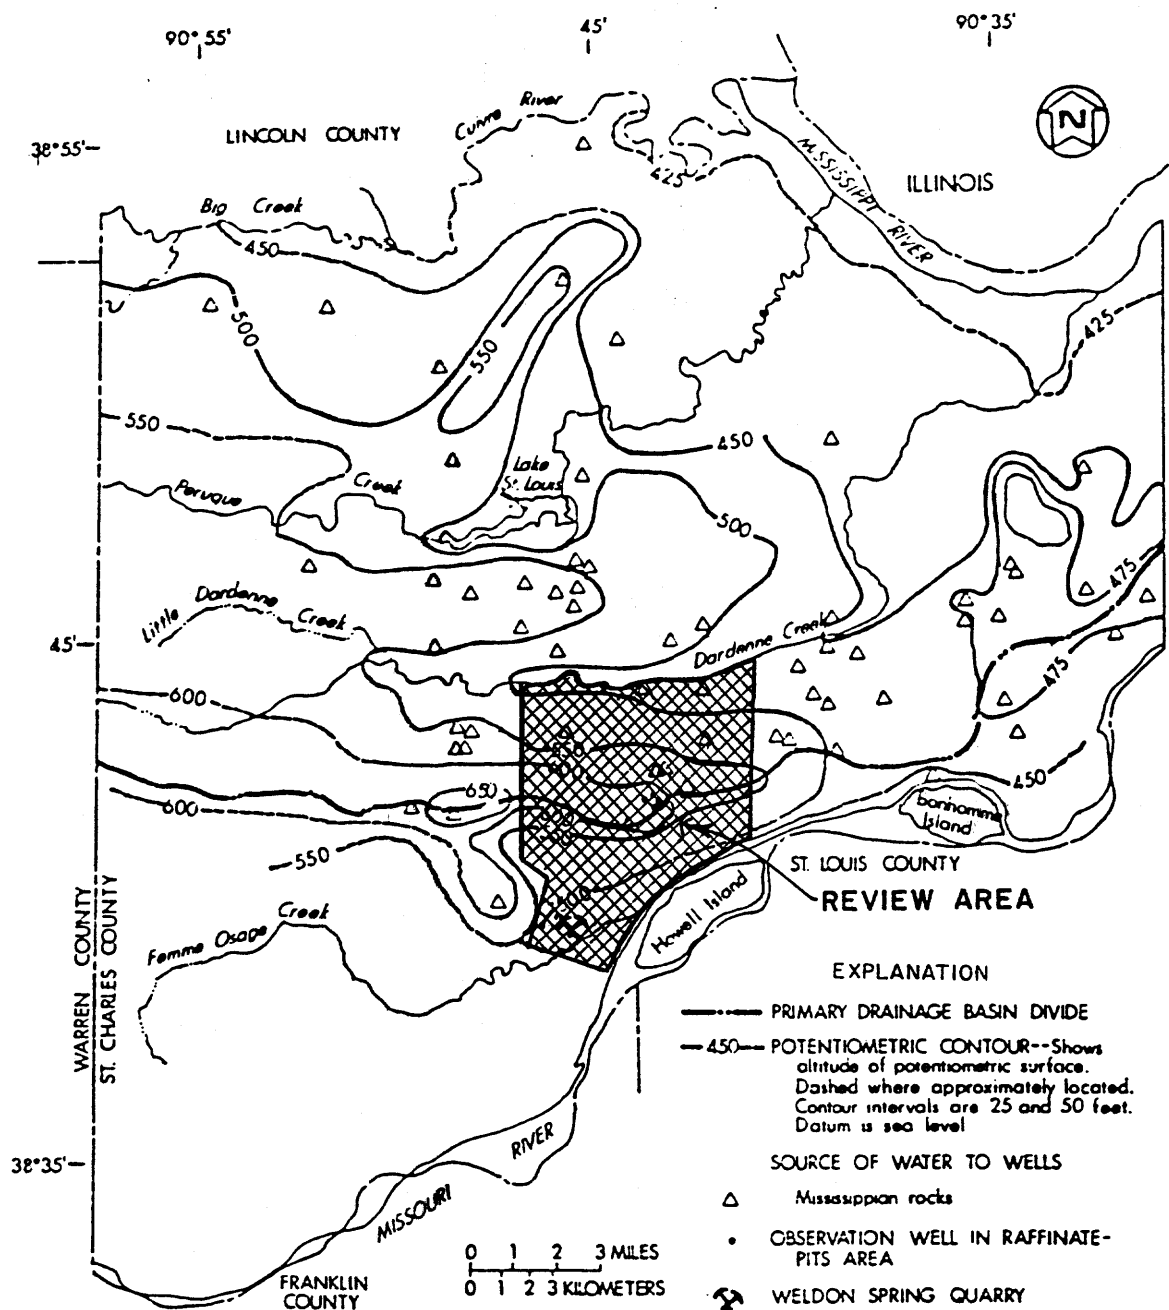 90°55'
45'
90°35'
38°55'
LINCOLN COUNTY
Cuivre River
425
MISSISSIPPI
RIVER
ILLINOIS
N
Big Creek
450
500
550
425
550
450
Lake
St. Louis
Peruque Creek
500
475
Little Dardenne Creek
45'
Dardenne Creek
475
600
650
600
450
550
Bonhomme
Island
ST. LOUIS COUNTY
REVIEW AREA
Howell Island
Femme Osage Creek
WARREN COUNTY
ST. CHARLES COUNTY
EXPLANATION
PRIMARY DRAINAGE BASIN DIVIDE
450
POTENTIOMETRIC CONTOUR--Shows
altitude of potentiometric surface.
Dashed where approximately located.
Contour intervals are 25 and 50 feet.
Datum is sea level
38°35'
SOURCE OF WATER TO WELLS
Mississippian rocks
MISSOURI RIVER
OBSERVATION WELL IN RAFFINATE-
PITS AREA
0 1 2 3 MILES
0 1 2 3 KILOMETERS
FRANKLIN
COUNTY
WELDON SPRING QUARRY